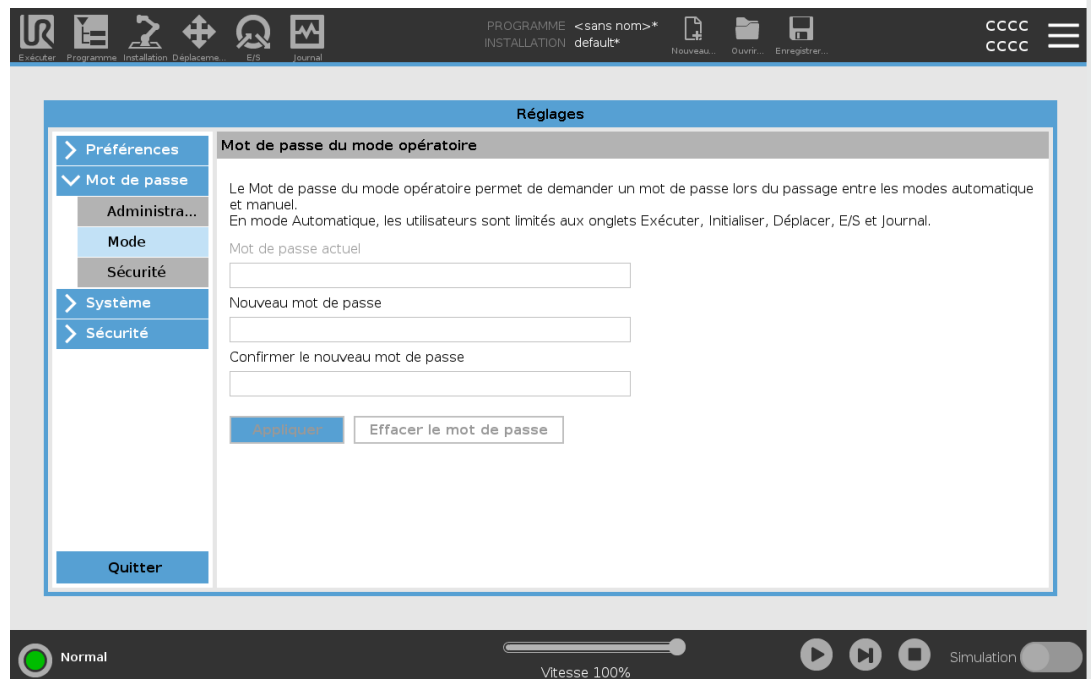 UR
PROGRAMME <sans nom>*
INSTALLATION default*
CCCC
CCCC
Exécuter Programme Installation Déplaceme... E/S Journal Nouveau... Ouvrir... Enregistrer...
Réglages
Préférences
Mot de passe
Administra...
Mode
Sécurité
Système
Sécurité
Quitter
Mot de passe du mode opératoire
Le Mot de passe du mode opératoire permet de demander un mot de passe lors du passage entre les modes automatique
et manuel.
En mode Automatique, les utilisateurs sont limités aux onglets Exécuter, Initialiser, Déplacer, E/S et Journal.
Mot de passe actuel
Nouveau mot de passe
Confirmer le nouveau mot de passe
Appliquer Effacer le mot de passe
Normal
Vitesse 100%
Simulation